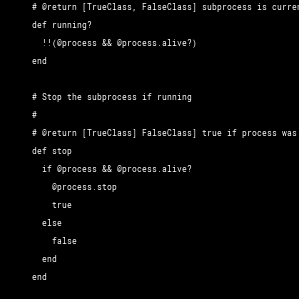 # @return [TrueClass, FalseClass] subprocess is curren
def running?
!!(@process && @process.alive?)
end
# Stop the subprocess if running
#
# @return [TrueClass] FalseClass] true if process was
def stop
if @process && @process.alive?
@process.stop
true
else
false
end
end